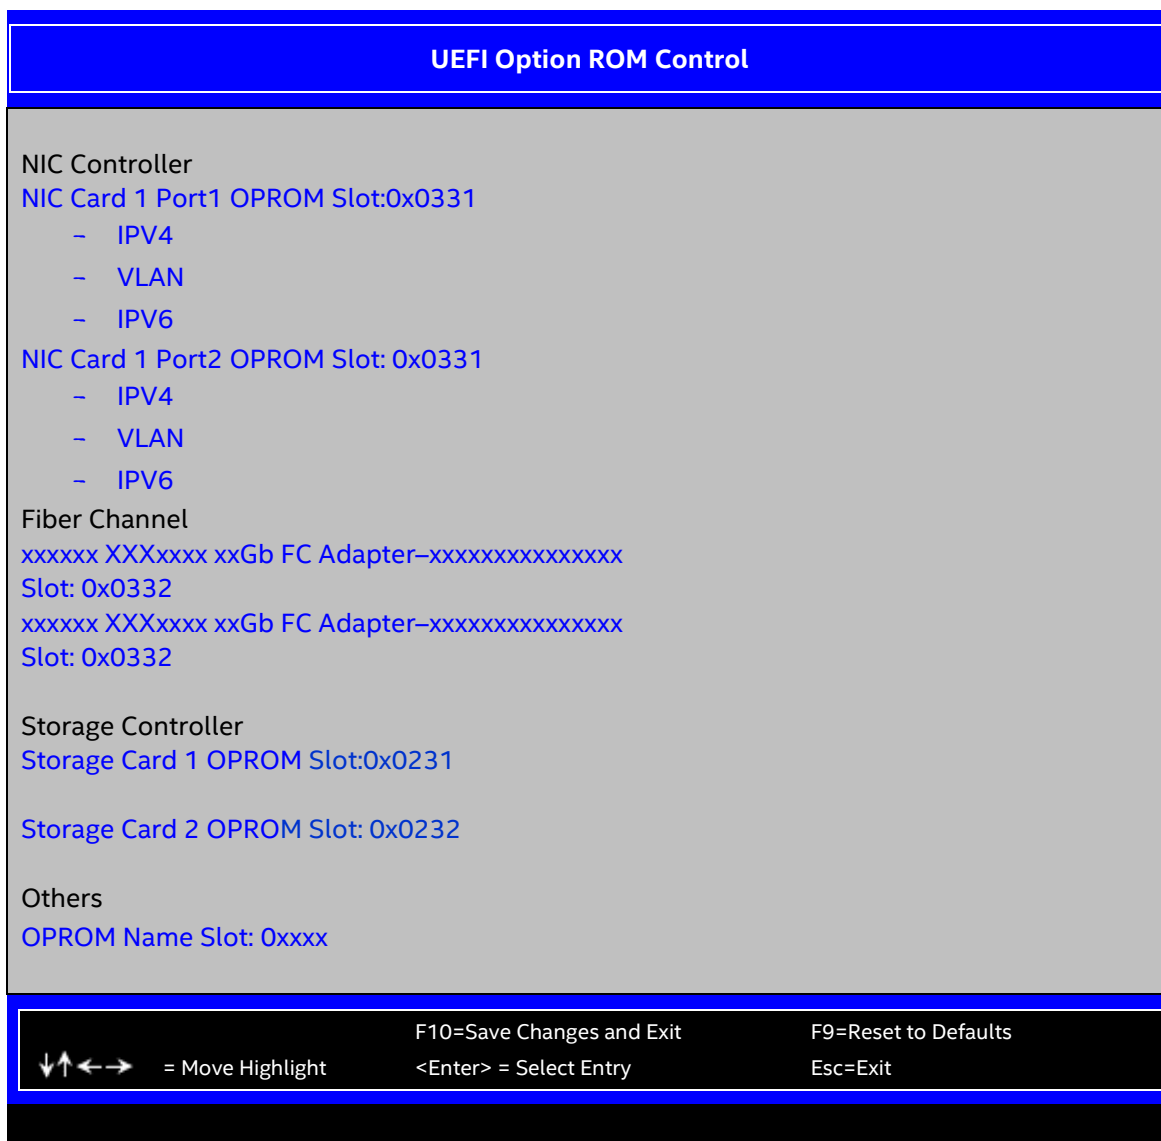 UEFI Option ROM Control
NIC Controller
NIC Card 1 Port1 OPROM Slot:0x0331
¬ IPV4
¬ VLAN
¬ IPV6
NIC Card 1 Port2 OPROM Slot: 0x0331
¬ IPV4
¬ VLAN
¬ IPV6
Fiber Channel
xxxxxx XXXxxxx xxGb FC Adapter–xxxxxxxxxxxxxxx
Slot: 0x0332
xxxxxx XXXxxxx xxGb FC Adapter–xxxxxxxxxxxxxxx
Slot: 0x0332
Storage Controller
Storage Card 1 OPROM Slot:0x0231
Storage Card 2 OPROM Slot: 0x0232
Others
OPROM Name Slot: 0xxxx
F10=Save Changes and Exit F9=Reset to Defaults
↓↑←→ = Move Highlight <Enter> = Select Entry Esc=Exit